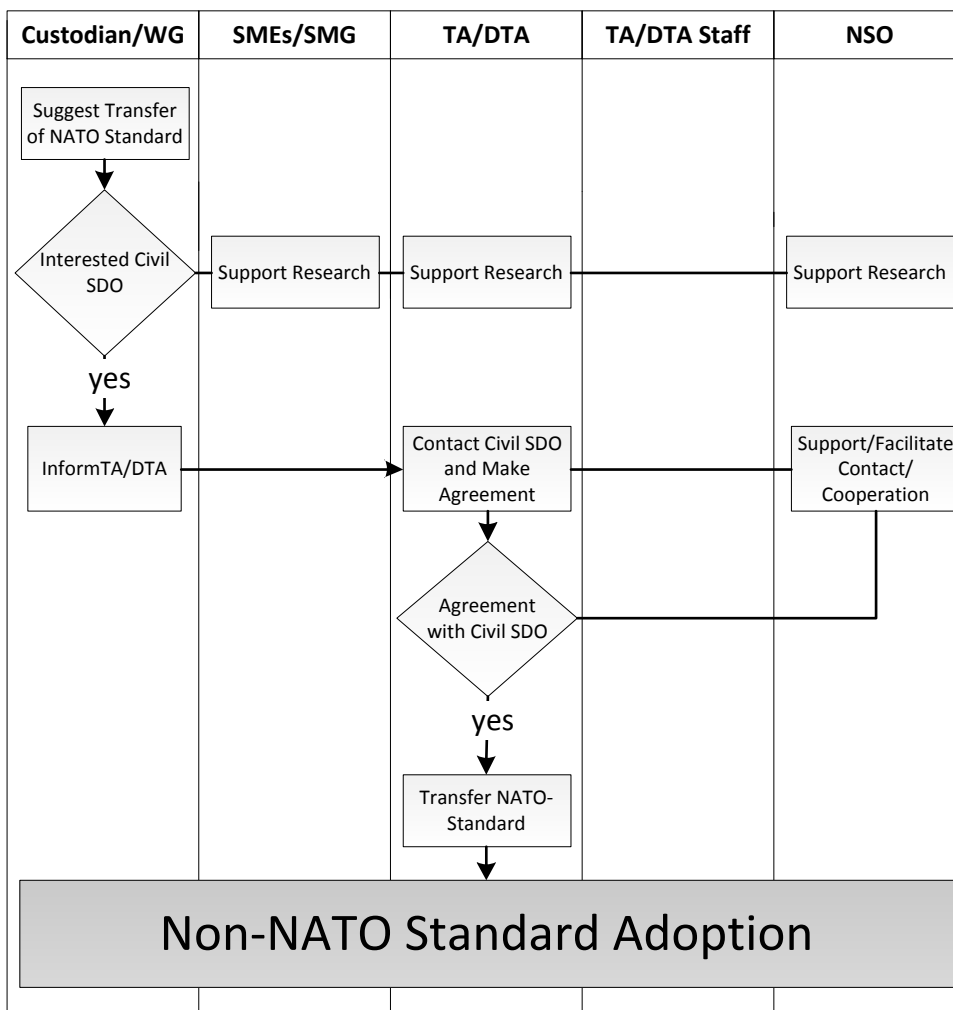 Custodian/WG
SMEs/SMG
TA/DTA
TA/DTA Staff
NSO
Suggest Transfer
of NATO Standard
Interested Civil
SDO
Support Research
Support Research
Support Research
yes
InformTA/DTA
Contact Civil SDO
and Make
Agreement
Support/Facilitate
Contact/
Cooperation
Agreement
with Civil SDO
yes
Transfer NATO-
Standard
Non-NATO Standard Adoption